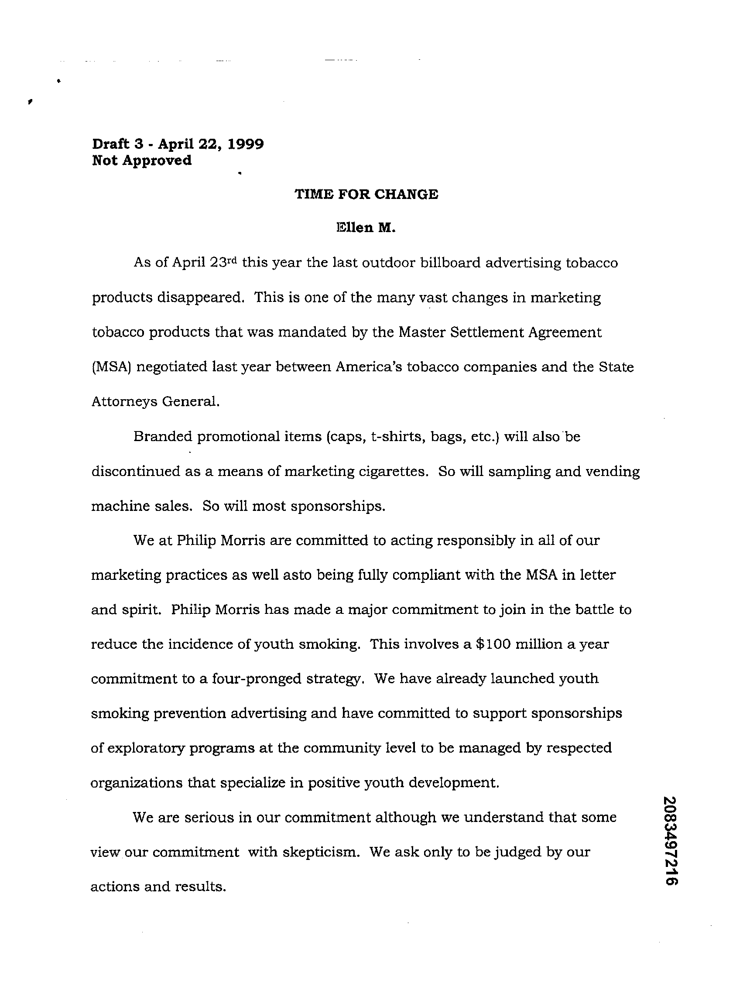 Draft 3 - April 22, 1999
Not Approved
TIME FOR CHANGE
Ellen M.
As of April 23rd this year the last outdoor billboard advertising tobacco
products disappeared. This is one of the many vast changes in marketing
tobacco products that was mandated by the Master Settlement Agreement
(MSA) negotiated last year between America's tobacco companies and the State
Attorneys General.
Branded promotional items (caps, t-shirts, bags, etc.) will also be
discontinued as a means of marketing cigarettes. So will sampling and vending
machine sales. So will most sponsorships.
We at Philip Morris are committed to acting responsibly in all of our
marketing practices as well asto being fully compliant with the MSA in letter
and spirit. Philip Morris has made a major commitment to join in the battle to
reduce the incidence of youth smoking. This involves a $100 million a year
commitment to a four-pronged strategy. We have already launched youth
smoking prevention advertising and have committed to support sponsorships
of exploratory programs at the community level to be managed by respected
organizations that specialize in positive youth development.
We are serious in our commitment although we understand that some
view our commitment with skepticism. We ask only to be judged by our
actions and results.
2083497216